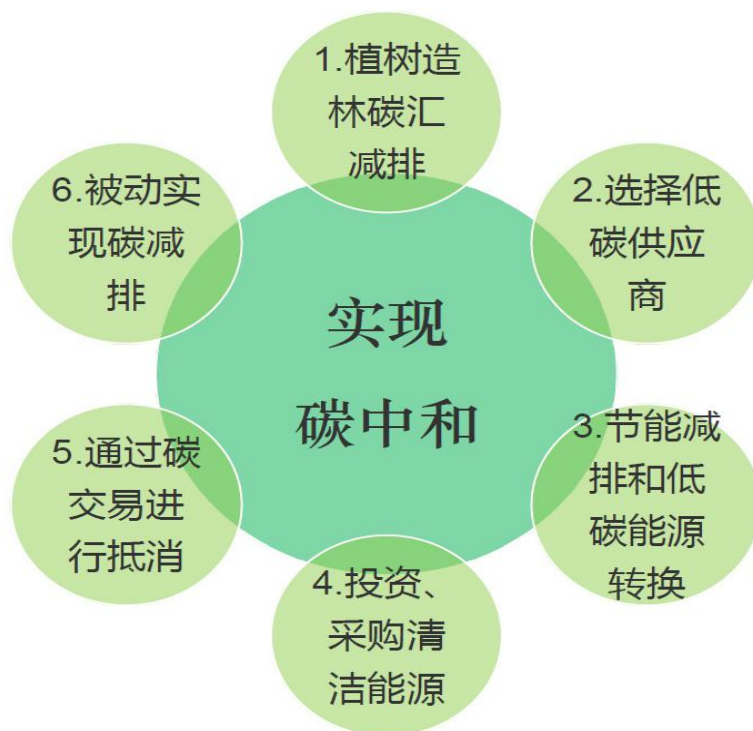 1.植树造
林碳汇
减排
2.选择低
碳供应
商
3.节能减
排和低
碳能源
转换
4.投资、
采购清
洁能源
5.通过碳
交易进
行抵消
6.被动实
现碳减
排
实现
碳中和